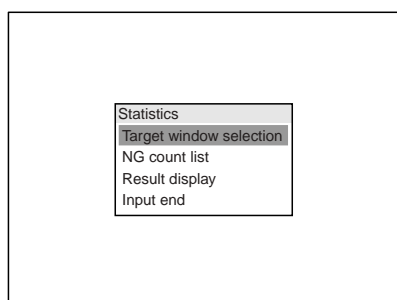 Statistics
Target window selection
NG count list
Result display
Input end